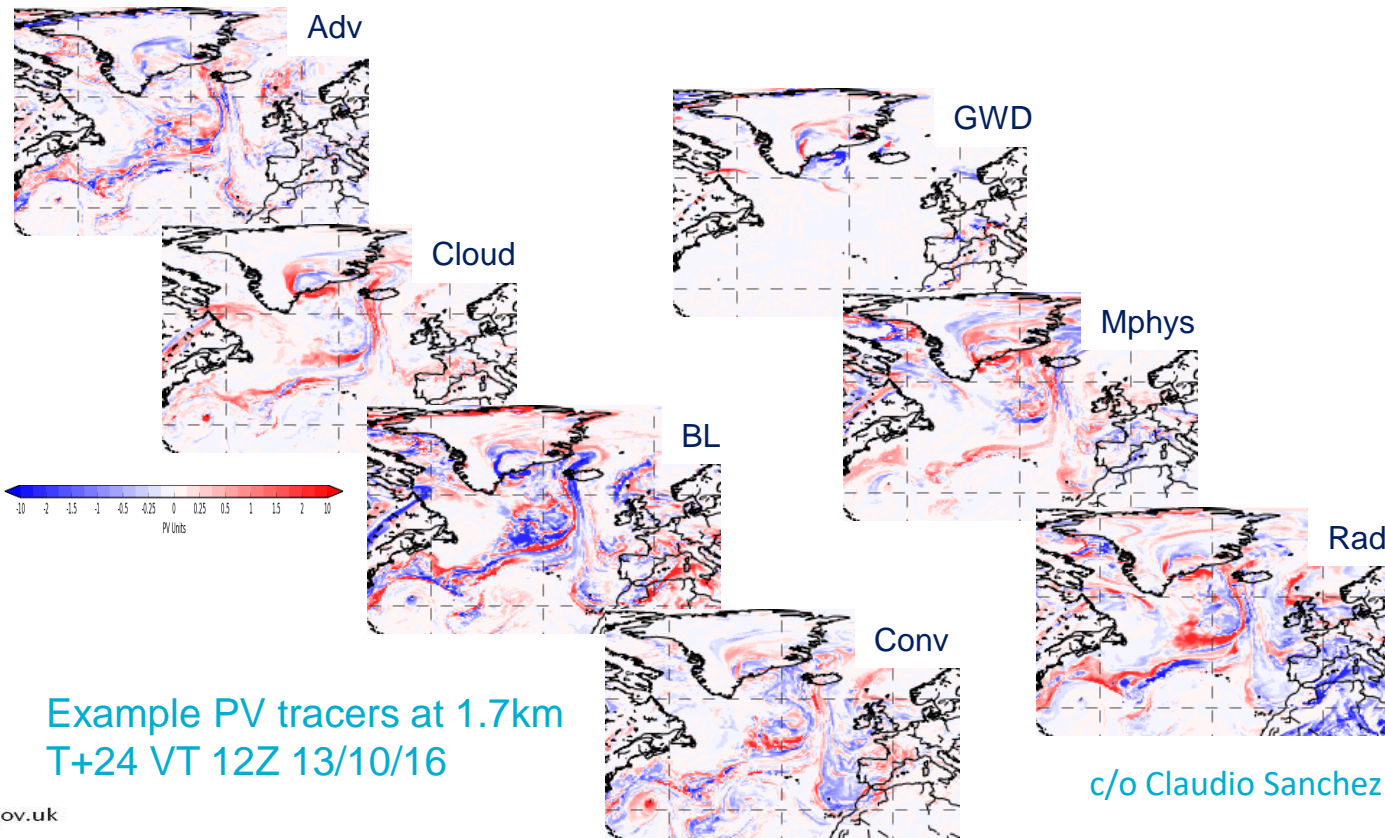 Adv
GWD
Cloud
Mphys
BL
-10 -2 -1.5 -1 -0.5 -0.25 0 0.25 0.5 1 1.5 2 10
PV Units
Rad
Conv
Example PV tracers at 1.7km
T+24 VT 12Z 13/10/16
c/o Claudio Sanchez
ov.uk